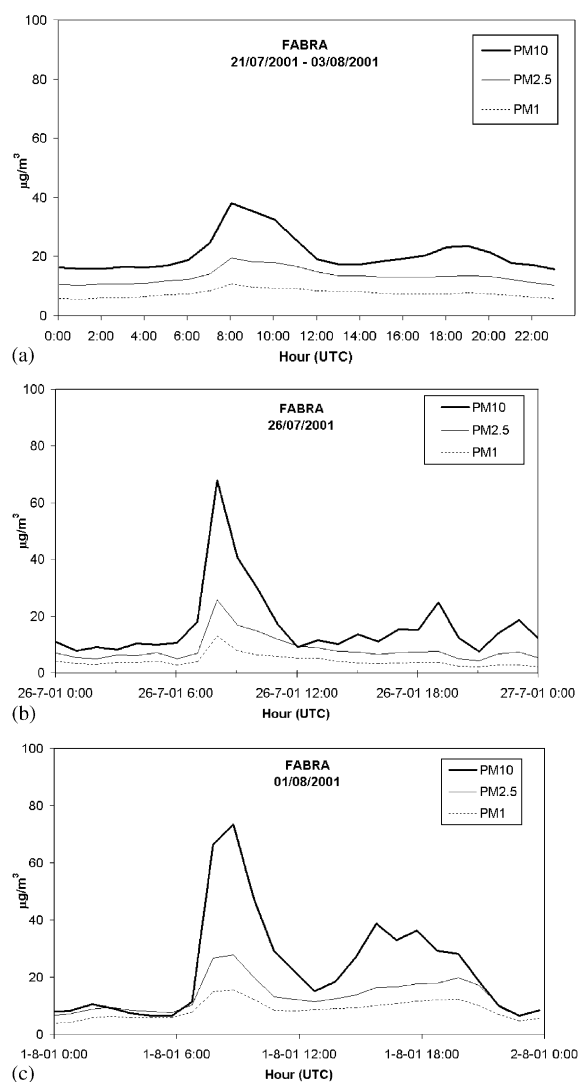 100
80
60
40
20
0
µg/m³
FABRA
21/07/2001 - 03/08/2001
PM10
PM2.5
PM1
0:00 2:00 4:00 6:00 8:00 10:00 12:00 14:00 16:00 18:00 20:00 22:00
Hour (UTC)
(a)
100
80
60
40
20
0
µg/m³
FABRA
26/07/2001
PM10
PM2.5
PM1
26-7-01 0:00 26-7-01 6:00 26-7-01 12:00 26-7-01 18:00 27-7-01 0:00
Hour (UTC)
(b)
100
80
60
40
20
0
µg/m³
FABRA
01/08/2001
PM10
PM2.5
PM1
1-8-01 0:00 1-8-01 6:00 1-8-01 12:00 1-8-01 18:00 2-8-01 0:00
Hour (UTC)
(c)